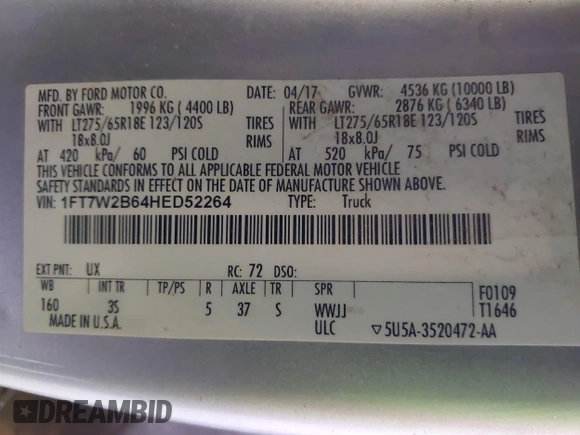 MFD. BY FORD MOTOR CO. DATE: 04/17 GVWR: 4536 KG (10000 LB)
FRONT GAWR: 1996 KG ( 4400 LB) REAR GAWR: 2876 KG ( 6340 LB)
WITH LT275/65R18E 123/120S TIRES WITH LT275/65R18E 123/120S TIRES
18x8.0J RIMS 18x8.0J RIMS
AT 420 kPa/ 60 PSI COLD AT 520 kPa/ 75 PSI COLD
THIS VEHICLE CONFORMS TO ALL APPLICABLE FEDERAL MOTOR VEHICLE
SAFETY STANDARDS IN EFFECT ON THE DATE OF MANUFACTURE SHOWN ABOVE.
VIN: 1FT7W2B64HED52264 TYPE: Truck
EXT PNT: UX RC: 72 DSO:
WB INT TR TP/PS R AXLE TR SPR F0109
160 3S 5 37 S WWJJ T1646
MADE IN U.S.A. ULC ▽5U5A-3520472-AA
DREAMBID